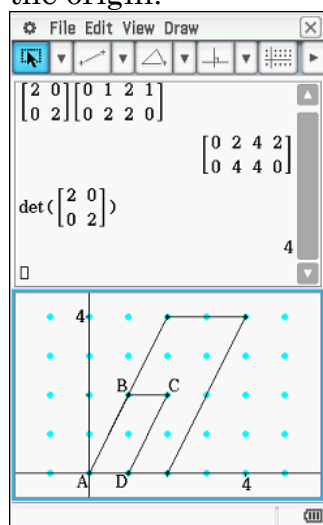 the origin.
File Edit View Draw
[2 0] [0 1 2 1]
[0 2] [0 2 2 0]
[0 2 4 2]
[0 4 4 0]
det([2 0])
[0 2]
4
4
B C
A D 4